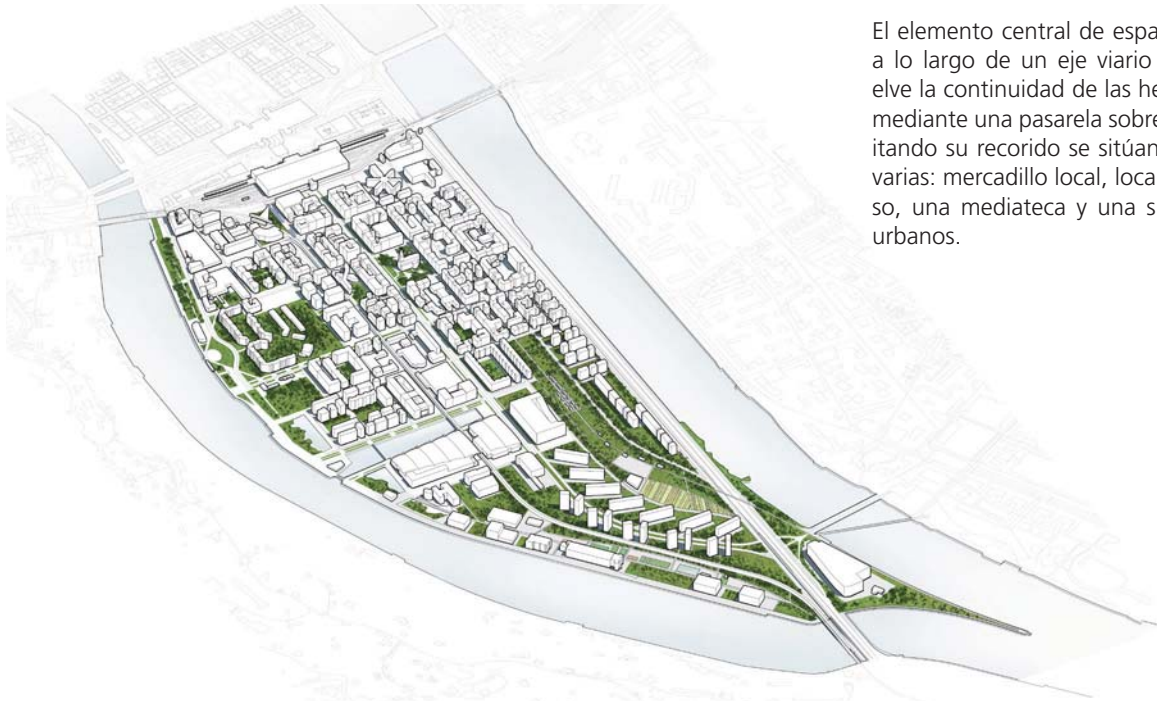 El elemento central de espa
a lo largo de un eje viario
elve la continuidad de las he
mediante una pasarela sobre
itando su recorido se sitúan
varias: mercadillo local, loca
so, una mediateca y una s
urbanos.